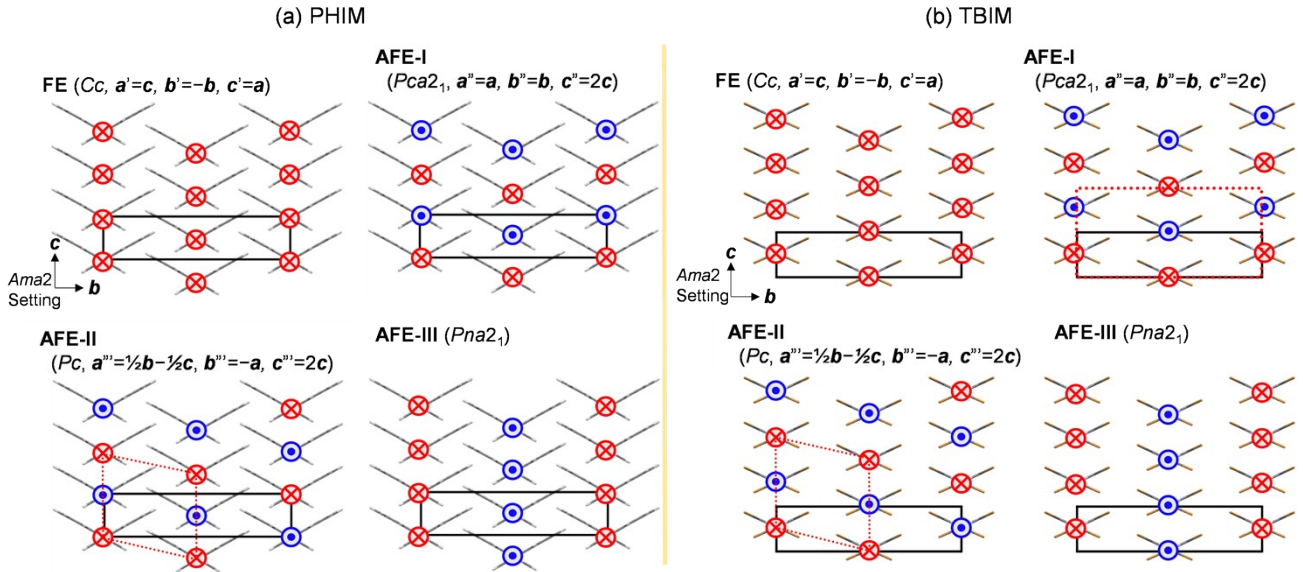 (a) PHIM
FE (Cc, a'=c, b'=−b, c'=a)
AFE-I
(Pca2₁, a"=a, b"=b, c"=2c)
c
Ama2
Setting
b
AFE-II
(Pc, a"'=½b−½c, b"'=−a, c"'=2c)
AFE-III (Pna2₁)
(b) TBIM
FE (Cc, a'=c, b'=−b, c'=a)
AFE-I
(Pca2₁, a"=a, b"=b, c"=2c)
c
Ama2
Setting
b
AFE-II
(Pc, a"'=½b−½c, b"'=−a, c"'=2c)
AFE-III (Pna2₁)